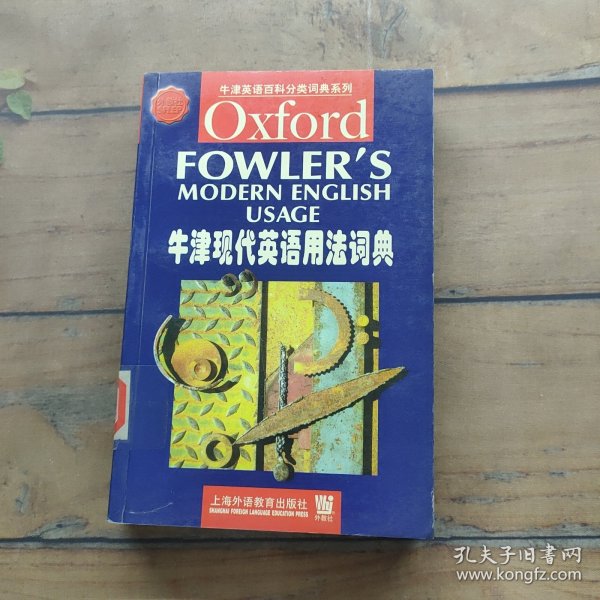 牛津英语百科分类词典系列
Oxford
FOWLER'S
MODERN ENGLISH
USAGE
牛津现代英语用法词典
上海外语教育出版社
SHANGHAI FOREIGN LANGUAGE EDUCATION PRESS
外教社
孔夫子旧书网
www.kongfz.com